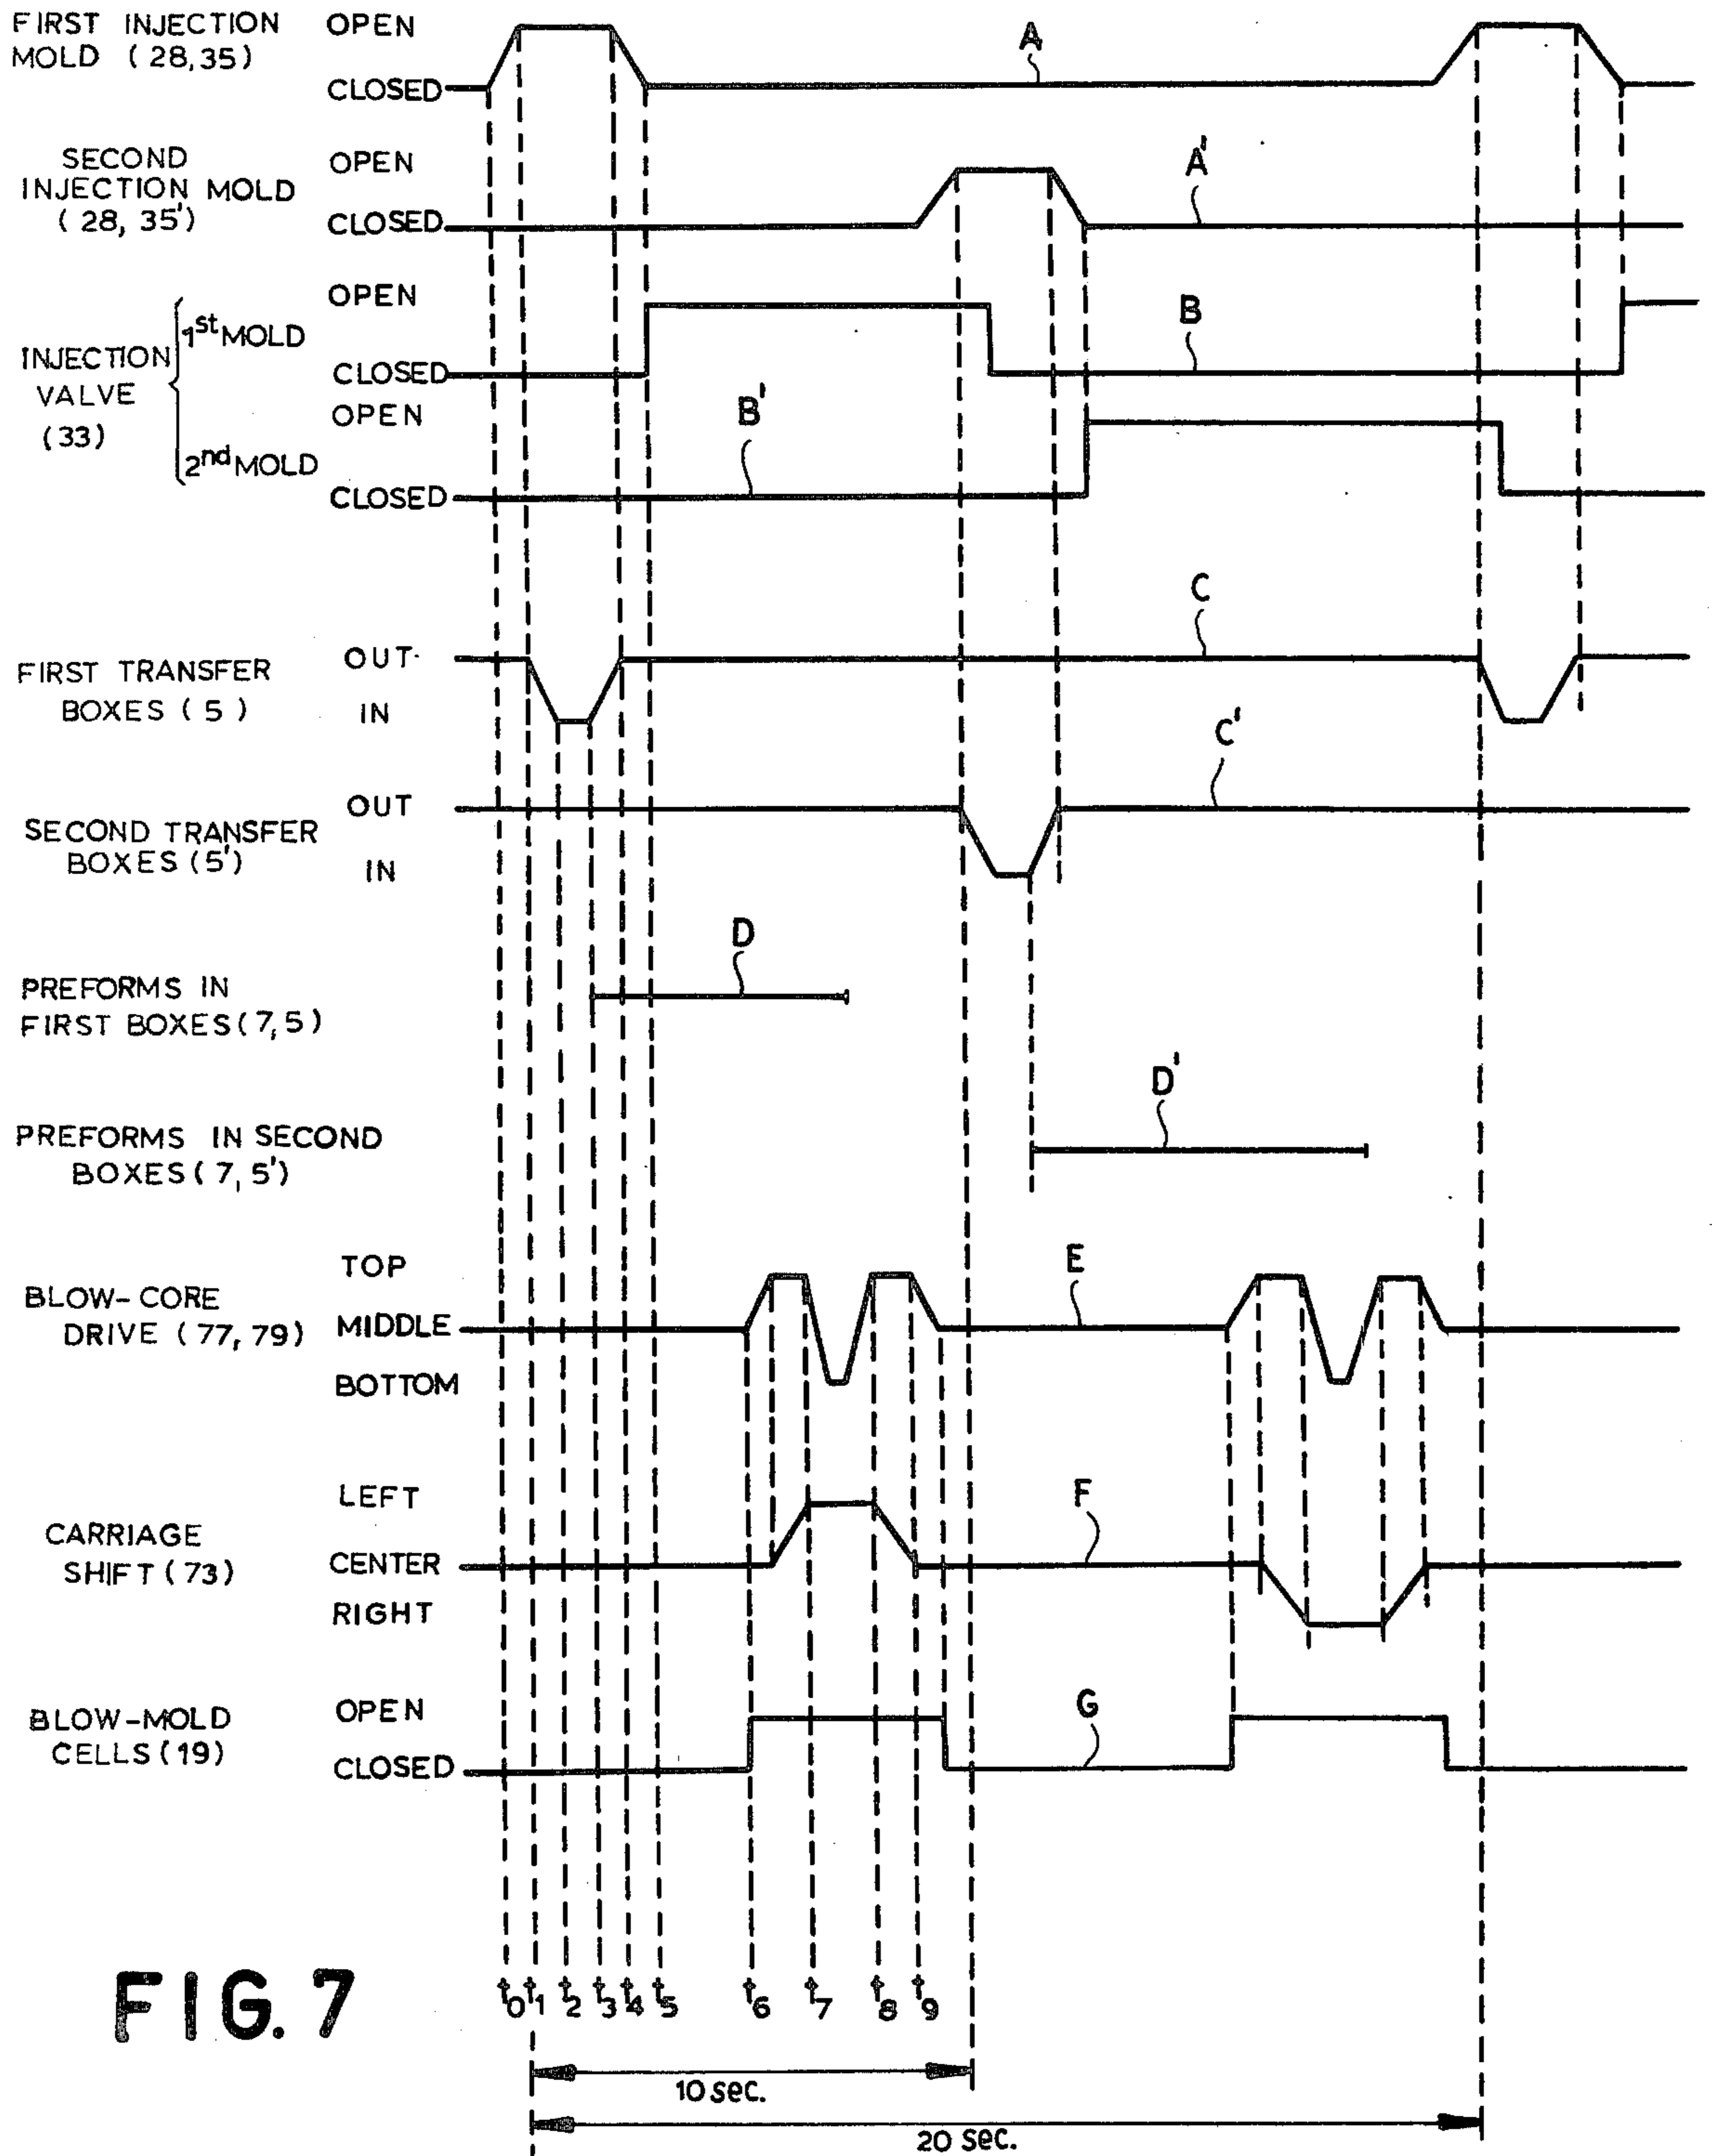 FIRST INJECTION
MOLD (28,35)
OPEN
CLOSED
A
SECOND
INJECTION MOLD
(28, 35')
OPEN
CLOSED
A'
INJECTION
VALVE
(33)
1st MOLD
OPEN
CLOSED
B
2nd MOLD
OPEN
CLOSED
B'
FIRST TRANSFER
BOXES (5)
OUT
IN
C
SECOND TRANSFER
BOXES (5')
OUT
IN
C'
PREFORMS IN
FIRST BOXES (7,5)
D
PREFORMS IN SECOND
BOXES (7, 5')
D'
BLOW-CORE
DRIVE (77, 79)
TOP
MIDDLE
BOTTOM
E
CARRIAGE
SHIFT (73)
LEFT
CENTER
RIGHT
F
BLOW-MOLD
CELLS (19)
OPEN
CLOSED
G
t0 t1 t2 t3 t4 t5 t6 t7 t8 t9
10 sec.
20 sec.
FIG. 7